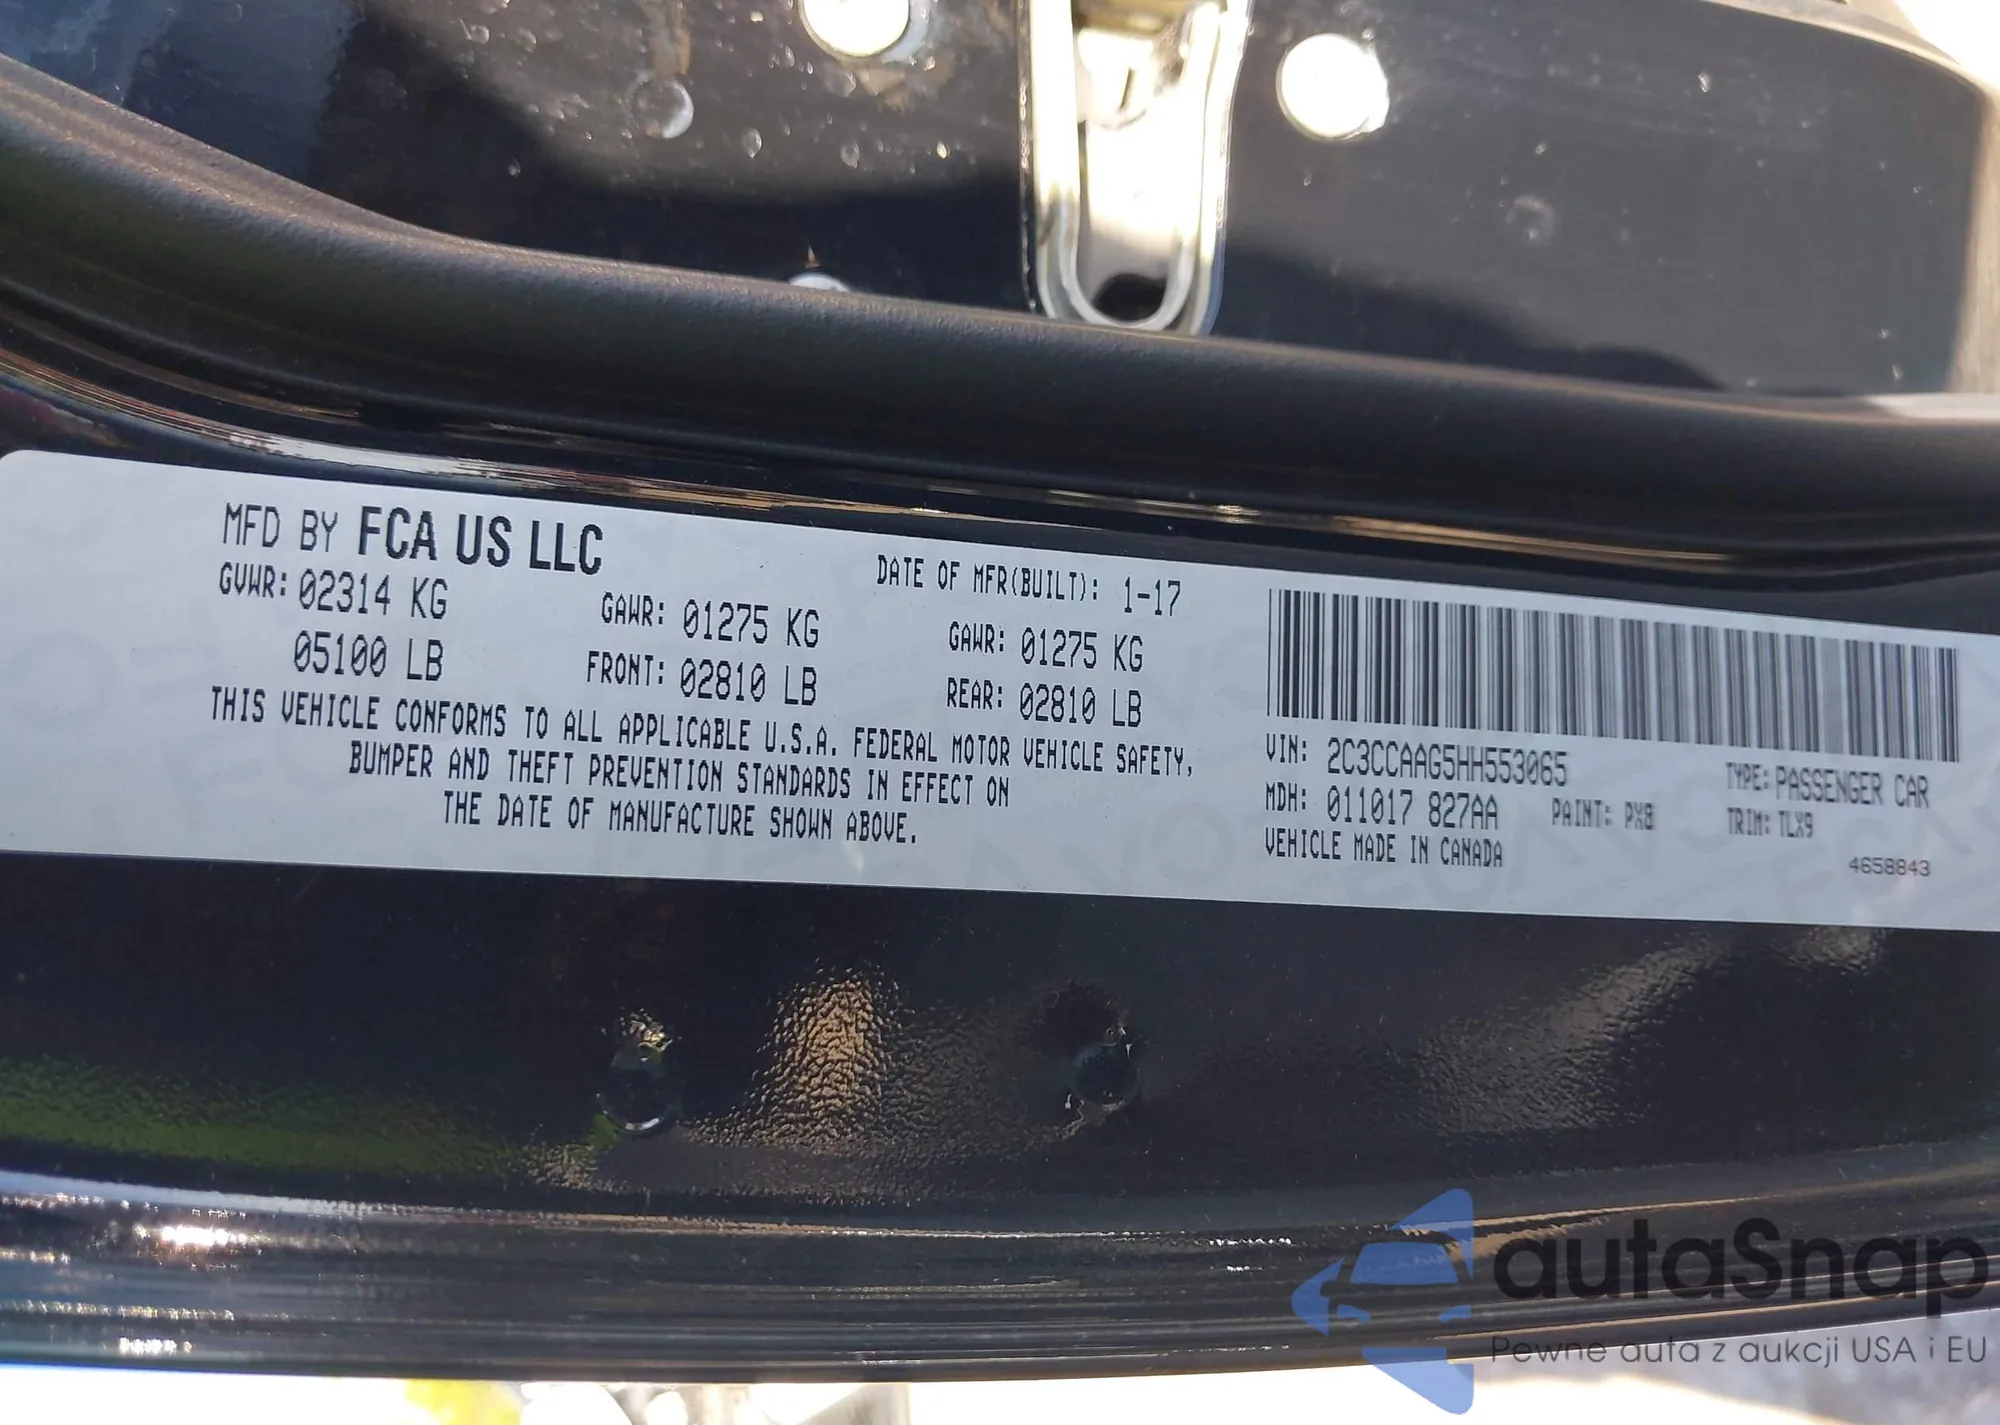 MFD BY FCA US LLC
DATE OF MFR(BUILT): 1-17
GVWR: 02314 KG GAWR: 01275 KG GAWR: 01275 KG
05100 LB FRONT: 02810 LB REAR: 02810 LB
THIS VEHICLE CONFORMS TO ALL APPLICABLE U.S.A. FEDERAL MOTOR VEHICLE SAFETY,
BUMPER AND THEFT PREVENTION STANDARDS IN EFFECT ON
THE DATE OF MANUFACTURE SHOWN ABOVE.
VIN: 2C3CCAAG5HH553065 TYPE: PASSENGER CAR
MDH: 011017 827AA PAINT: PX8 TRIM: TLX9
VEHICLE MADE IN CANADA 4658843
autaSnap
Pewne auta z aukcji USA i EU